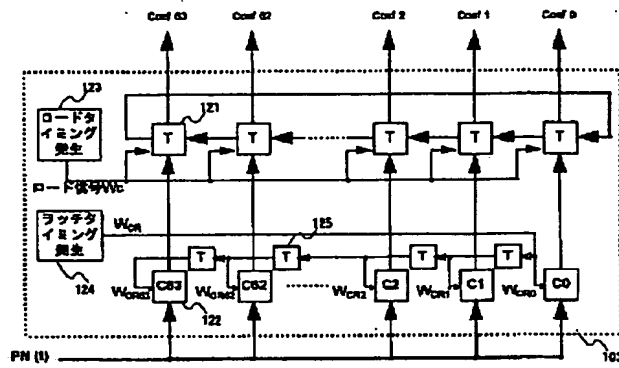 Coef 63 Coef 62 Coef 2 Coef 1 Coef 0
123
121
ロードタ
イミング
発生
T T T T T
ロード信号Wc
ラッチタ
イミング
発生
WCR
125
T T T T
C63 C62 C2 C1 C0
WCR63 WCR62 WCR2 WCR1 WCR0
124
122
PN (t)
103